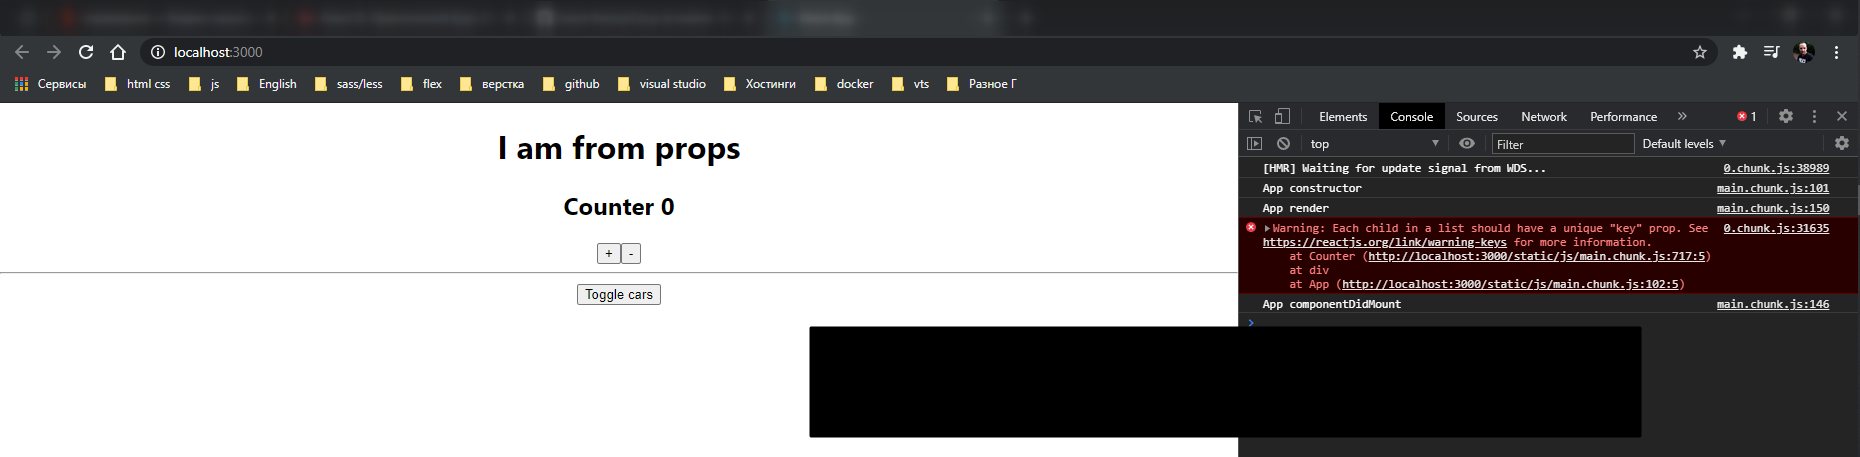 localhost:3000
Сервисы html css js English sass/less flex верстка github visual studio Хостинги docker vts Разное Г
I am from props
Counter 0
+ -
Toggle cars
Elements Console Sources Network Performance 1
top Filter Default levels
[HMR] Waiting for update signal from WDS... 0.chunk.js:38989
App constructor main.chunk.js:101
App render main.chunk.js:150
Warning: Each child in a list should have a unique "key" prop. See 0.chunk.js:31635
https://reactjs.org/link/warning-keys for more information.
at Counter (http://localhost:3000/static/js/main.chunk.js:717:5)
at div
at App (http://localhost:3000/static/js/main.chunk.js:102:5)
App componentDidMount main.chunk.js:146